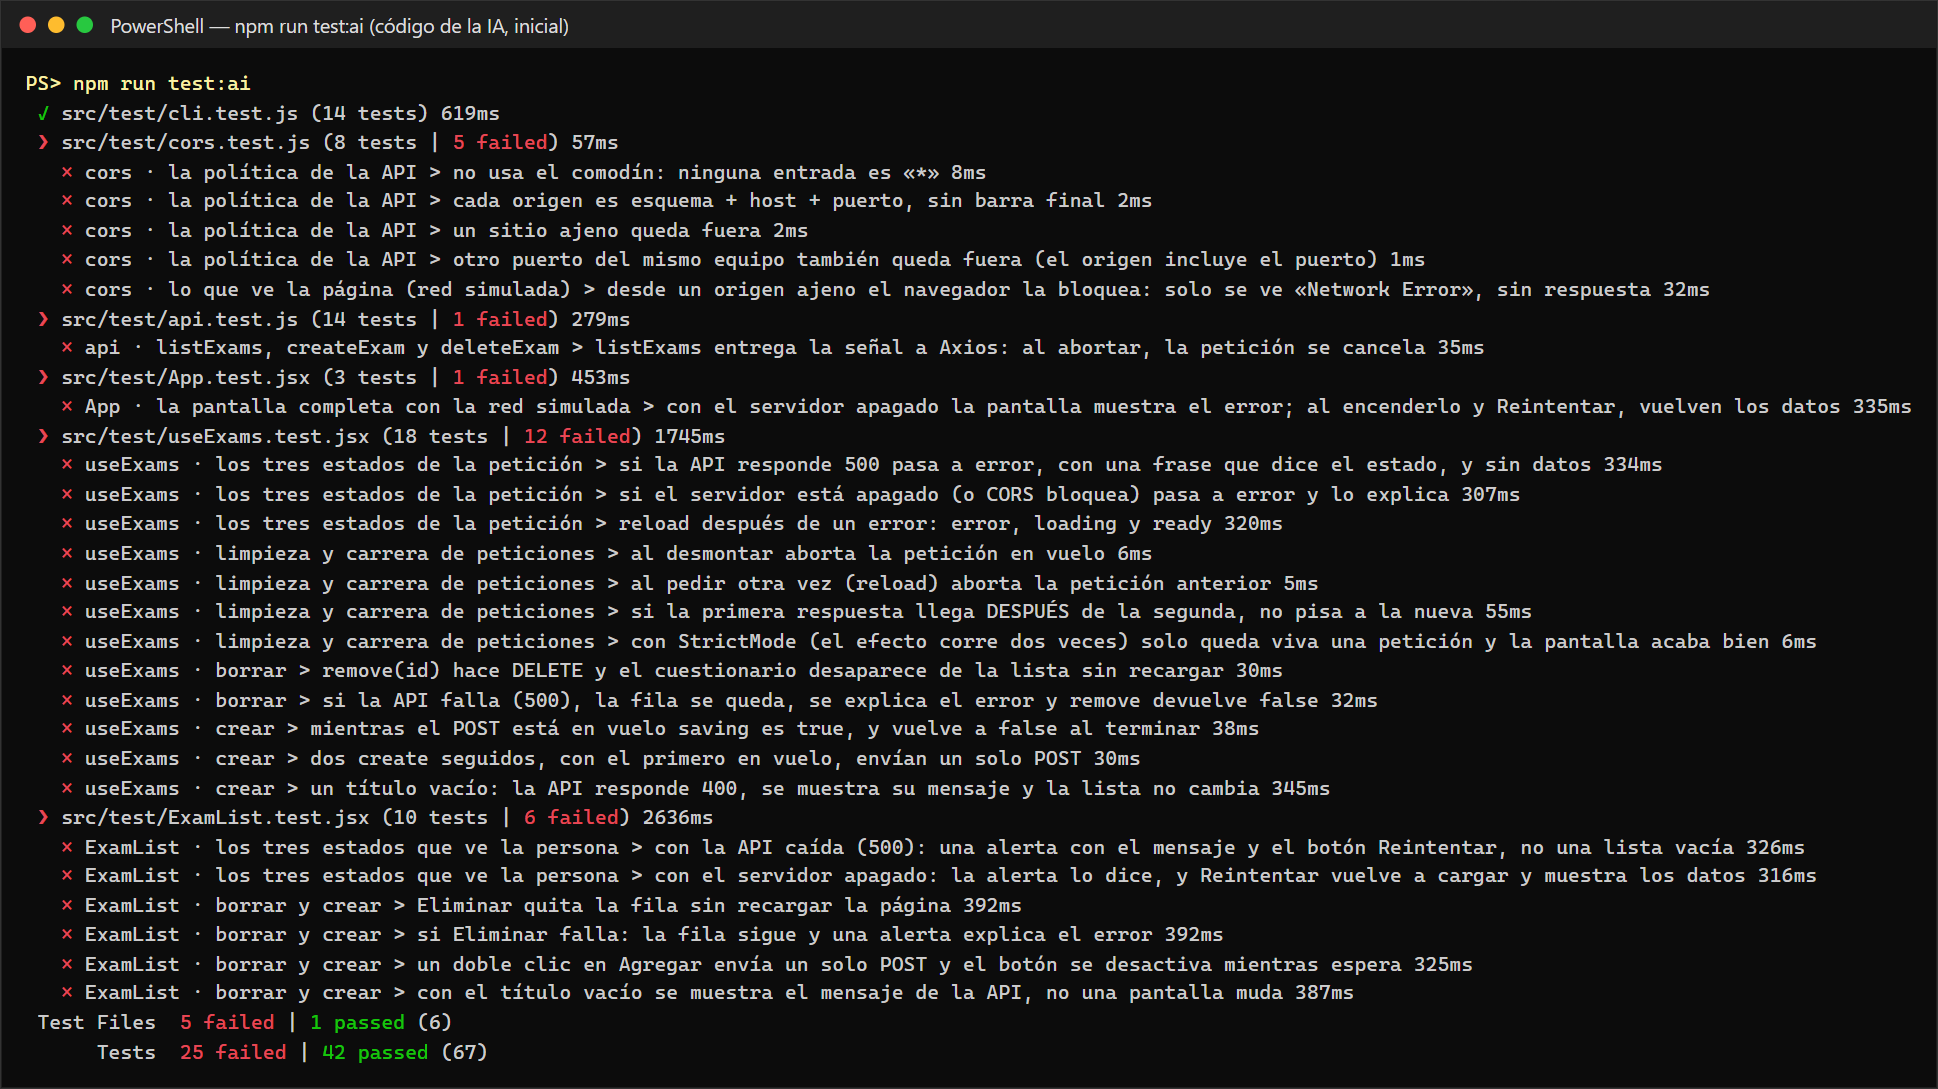 PowerShell — npm run test:ai (código de la IA, inicial)
PS> npm run test:ai
✓ src/test/cli.test.js (14 tests) 619ms
❯ src/test/cors.test.js (8 tests | 5 failed) 57ms
× cors · la política de la API > no usa el comodín: ninguna entrada es «*» 8ms
× cors · la política de la API > cada origen es esquema + host + puerto, sin barra final 2ms
× cors · la política de la API > un sitio ajeno queda fuera 2ms
× cors · la política de la API > otro puerto del mismo equipo también queda fuera (el origen incluye el puerto) 1ms
× cors · lo que ve la página (red simulada) > desde un origen ajeno el navegador la bloquea: solo se ve «Network Error», sin respuesta 32ms
❯ src/test/api.test.js (14 tests | 1 failed) 279ms
× api · listExams, createExam y deleteExam > listExams entrega la señal a Axios: al abortar, la petición se cancela 35ms
❯ src/test/App.test.jsx (3 tests | 1 failed) 453ms
× App · la pantalla completa con la red simulada > con el servidor apagado la pantalla muestra el error; al encenderlo y Reintentar, vuelven los datos 335ms
❯ src/test/useExams.test.jsx (18 tests | 12 failed) 1745ms
× useExams · los tres estados de la petición > si la API responde 500 pasa a error, con una frase que dice el estado, y sin datos 334ms
× useExams · los tres estados de la petición > si el servidor está apagado (o CORS bloquea) pasa a error y lo explica 307ms
× useExams · los tres estados de la petición > reload después de un error: error, loading y ready 320ms
× useExams · limpieza y carrera de peticiones > al desmontar aborta la petición en vuelo 6ms
× useExams · limpieza y carrera de peticiones > al pedir otra vez (reload) aborta la petición anterior 5ms
× useExams · limpieza y carrera de peticiones > si la primera respuesta llega DESPUÉS de la segunda, no pisa a la nueva 55ms
× useExams · limpieza y carrera de peticiones > con StrictMode (el efecto corre dos veces) solo queda viva una petición y la pantalla acaba bien 6ms
× useExams · borrar > remove(id) hace DELETE y el cuestionario desaparece de la lista sin recargar 30ms
× useExams · borrar > si la API falla (500), la fila se queda, se explica el error y remove devuelve false 32ms
× useExams · crear > mientras el POST está en vuelo saving es true, y vuelve a false al terminar 38ms
× useExams · crear > dos create seguidos, con el primero en vuelo, envían un solo POST 30ms
× useExams · crear > un título vacío: la API responde 400, se muestra su mensaje y la lista no cambia 345ms
❯ src/test/ExamList.test.jsx (10 tests | 6 failed) 2636ms
× ExamList · los tres estados que ve la persona > con la API caída (500): una alerta con el mensaje y el botón Reintentar, no una lista vacía 326ms
× ExamList · los tres estados que ve la persona > con el servidor apagado: la alerta lo dice, y Reintentar vuelve a cargar y muestra los datos 316ms
× ExamList · borrar y crear > Eliminar quita la fila sin recargar la página 392ms
× ExamList · borrar y crear > si Eliminar falla: la fila sigue y una alerta explica el error 392ms
× ExamList · borrar y crear > un doble clic en Agregar envía un solo POST y el botón se desactiva mientras espera 325ms
× ExamList · borrar y crear > con el título vacío se muestra el mensaje de la API, no una pantalla muda 387ms
Test Files 5 failed | 1 passed (6)
Tests 25 failed | 42 passed (67)